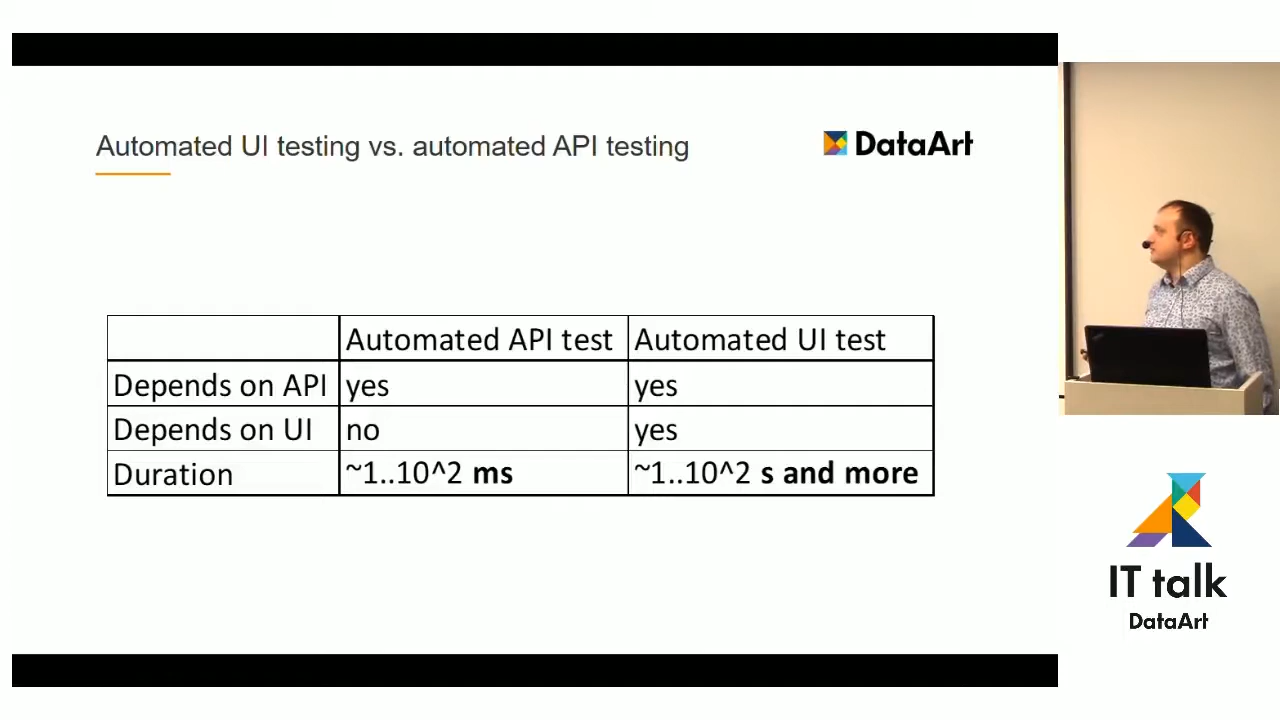 Automated UI testing vs. automated API testing
DataArt
Automated API test Automated UI test
Depends on API yes yes
Depends on UI no yes
Duration ~1..10^2 ms ~1..10^2 s and more
IT talk
DataArt